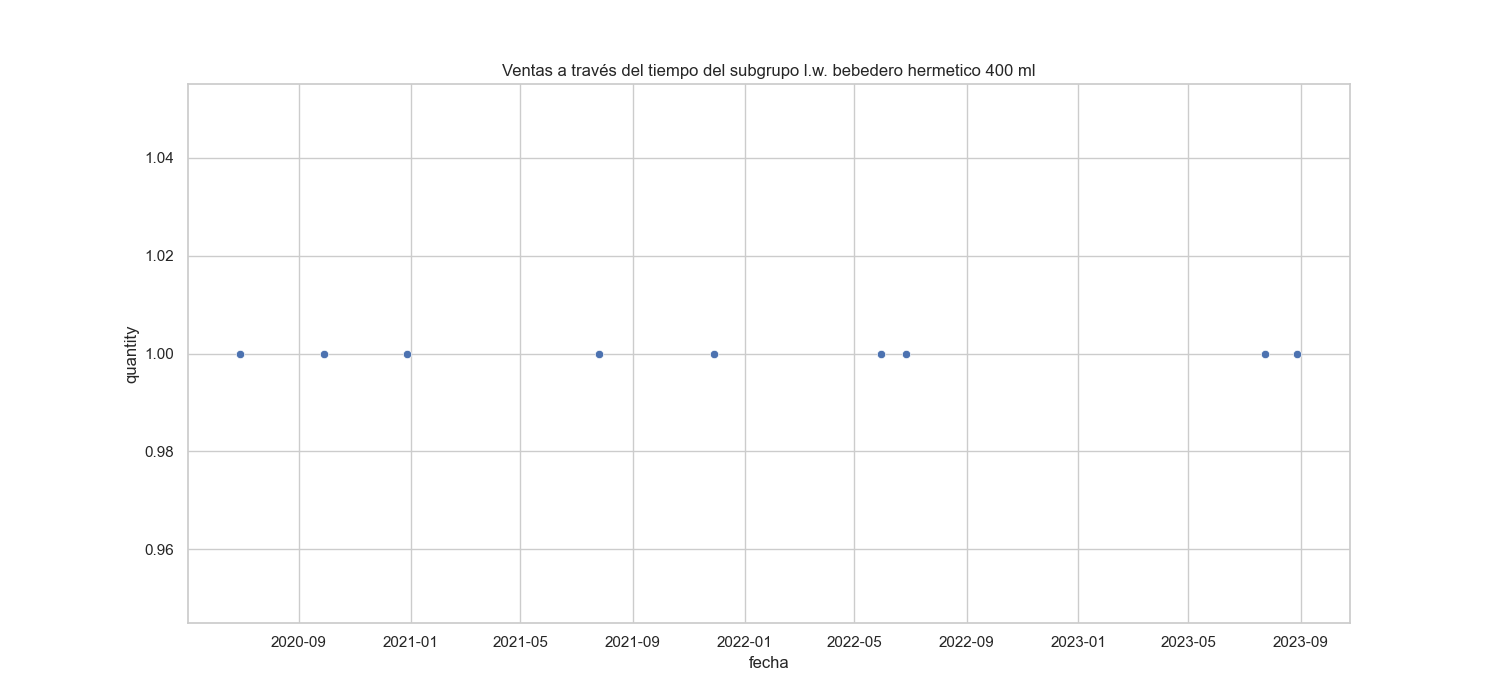 Ventas a través del tiempo del subgrupo l.w. bebedero hermetico 400 ml
1.04
1.02
1.00
0.98
0.96
quantity
2020-09 2021-01 2021-05 2021-09 2022-01 2022-05 2022-09 2023-01 2023-05 2023-09
fecha